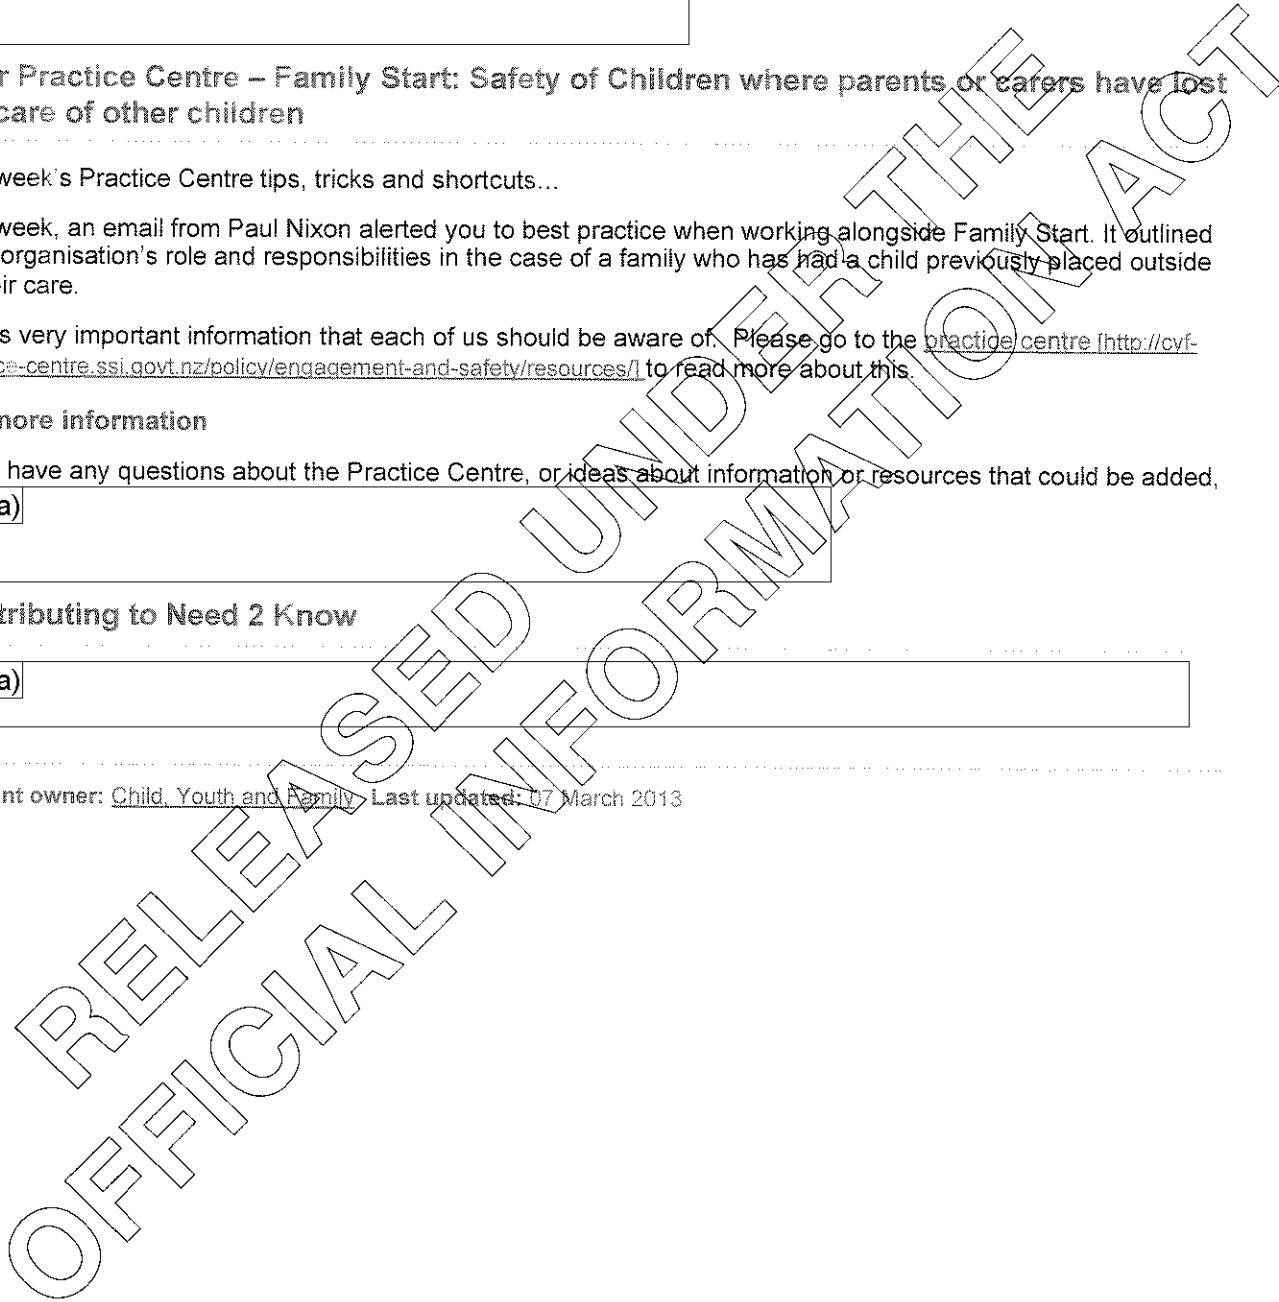 r Practice Centre – Family Start: Safety of Children where parents or carers have lost
care of other children
week's Practice Centre tips, tricks and shortcuts...
week, an email from Paul Nixon alerted you to best practice when working alongside Family Start. It outlined
organisation's role and responsibilities in the case of a family who has had a child previously placed outside
ir care.
s very important information that each of us should be aware of. Please go to the practice centre [http://cyf-
ce-centre.ssi.govt.nz/policy/engagement-and-safety/resources/] to read more about this.
more information
have any questions about the Practice Centre, or ideas about information or resources that could be added,
a)
tributing to Need 2 Know
a)
nt owner: Child, Youth and Family Last updated: 07 March 2013
RELEASED UNDER THE
OFFICIAL INFORMATION ACT